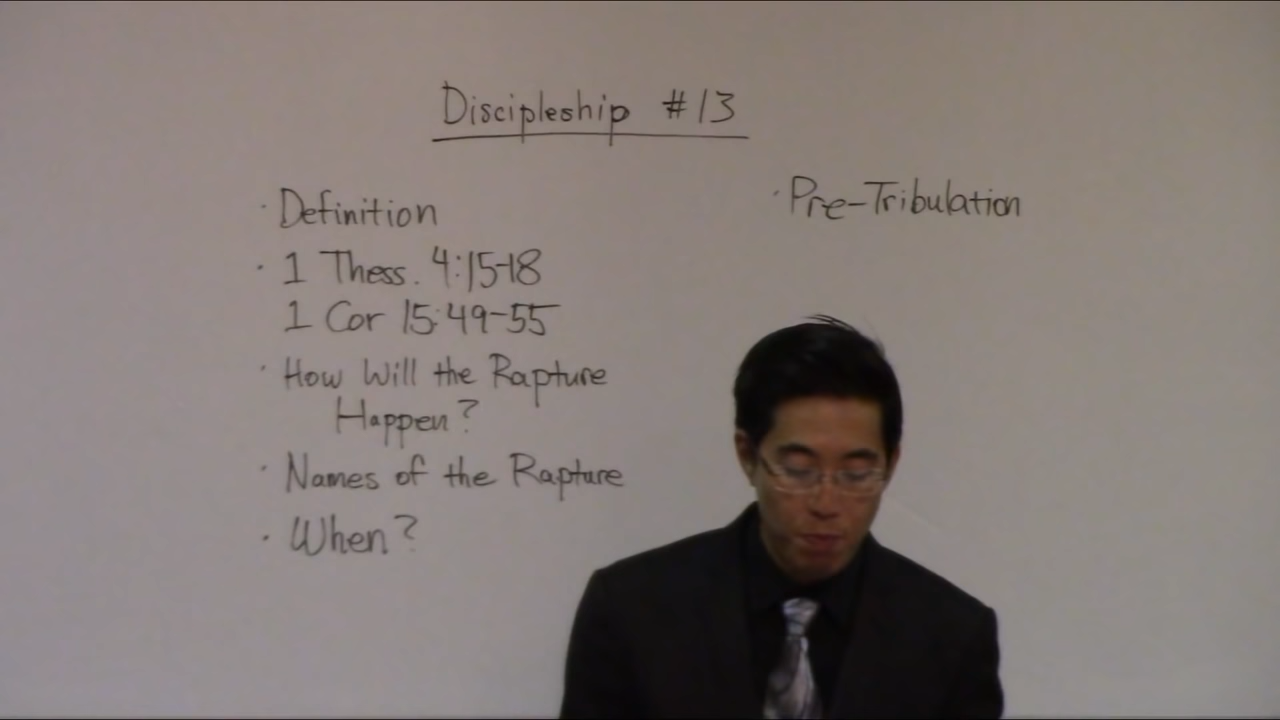 Discipleship #13
· Definition
· 1 Thess. 4:15-18
1 Cor 15:49-55
· How Will the Rapture
Happen?
· Names of the Rapture
· When?
· Pre-Tribulation